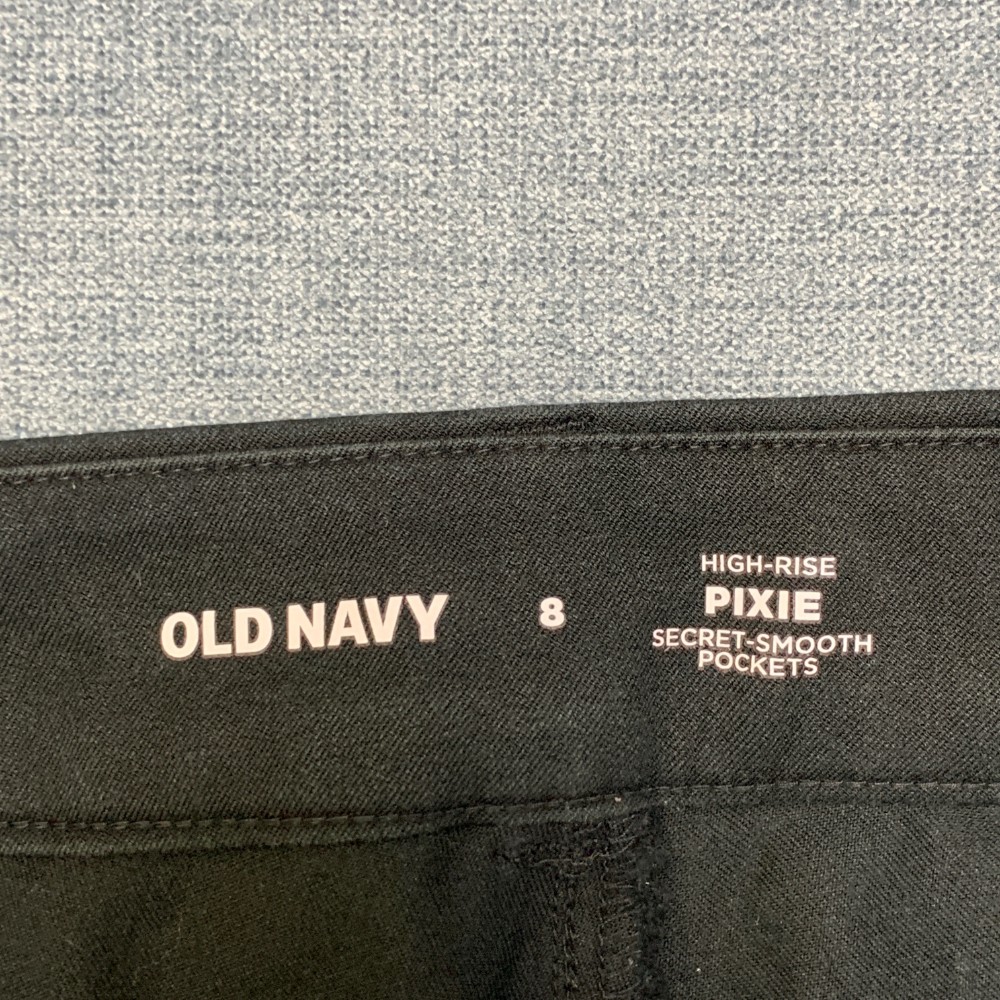 OLD NAVY
8
HIGH-RISE
PIXIE
SECRET-SMOOTH
POCKETS